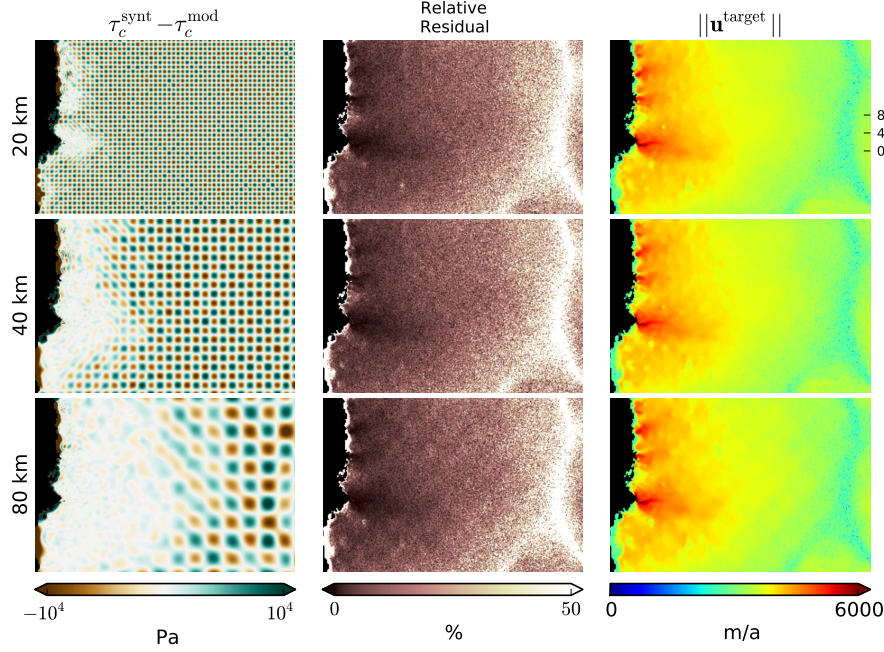 τ_c^synt − τ_c^mod
Relative
Residual
||u^target||
20 km
8
4
0
40 km
80 km
−10^4 10^4
Pa
0 50
%
0 6000
m/a